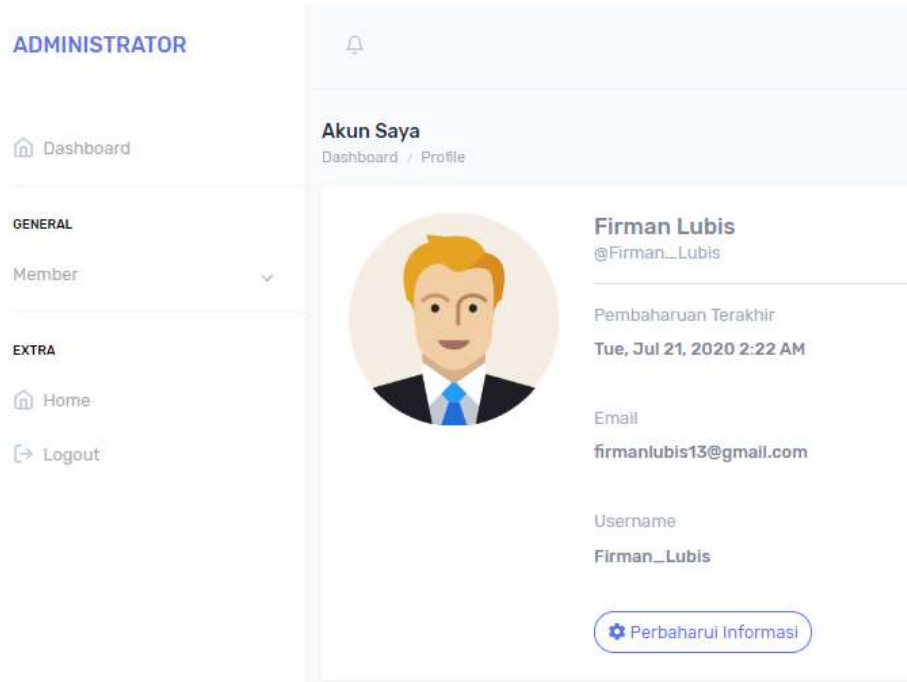 ADMINISTRATOR
Dashboard
GENERAL
Member
EXTRA
Home
Logout
Akun Saya
Dashboard / Profile
Firman Lubis
@Firman_Lubis
Pembaharuan Terakhir
Tue, Jul 21, 2020 2:22 AM
Email
firmanlubis13@gmail.com
Username
Firman_Lubis
Perbaharui Informasi